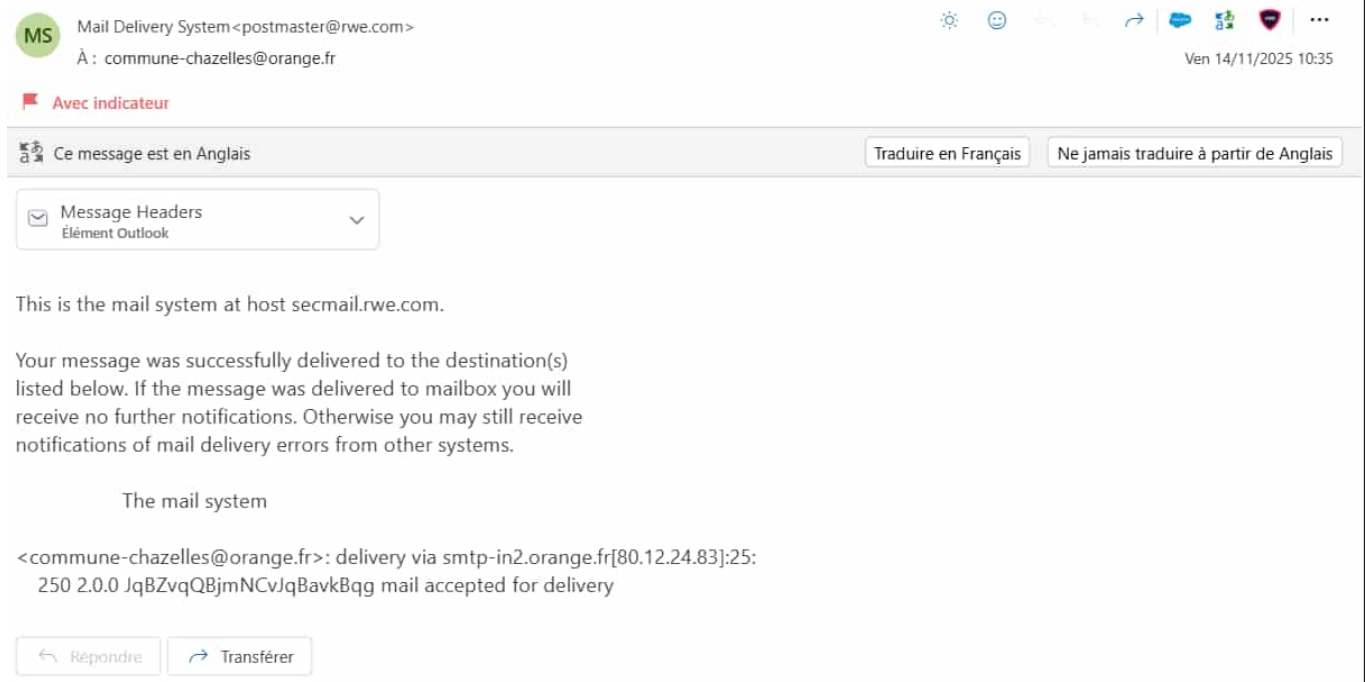 MS
Mail Delivery System<postmaster@rwe.com>
À : commune-chazelles@orange.fr
Ven 14/11/2025 10:35
Avec indicateur
Ce message est en Anglais
Traduire en Français
Ne jamais traduire à partir de Anglais
Message Headers
Élément Outlook
This is the mail system at host secmail.rwe.com.
Your message was successfully delivered to the destination(s)
listed below. If the message was delivered to mailbox you will
receive no further notifications. Otherwise you may still receive
notifications of mail delivery errors from other systems.
The mail system
<commune-chazelles@orange.fr>: delivery via smtp-in2.orange.fr[80.12.24.83]:25:
250 2.0.0 JqBZvqQBjmNCvJqBavkBqg mail accepted for delivery
Répondre
Transférer